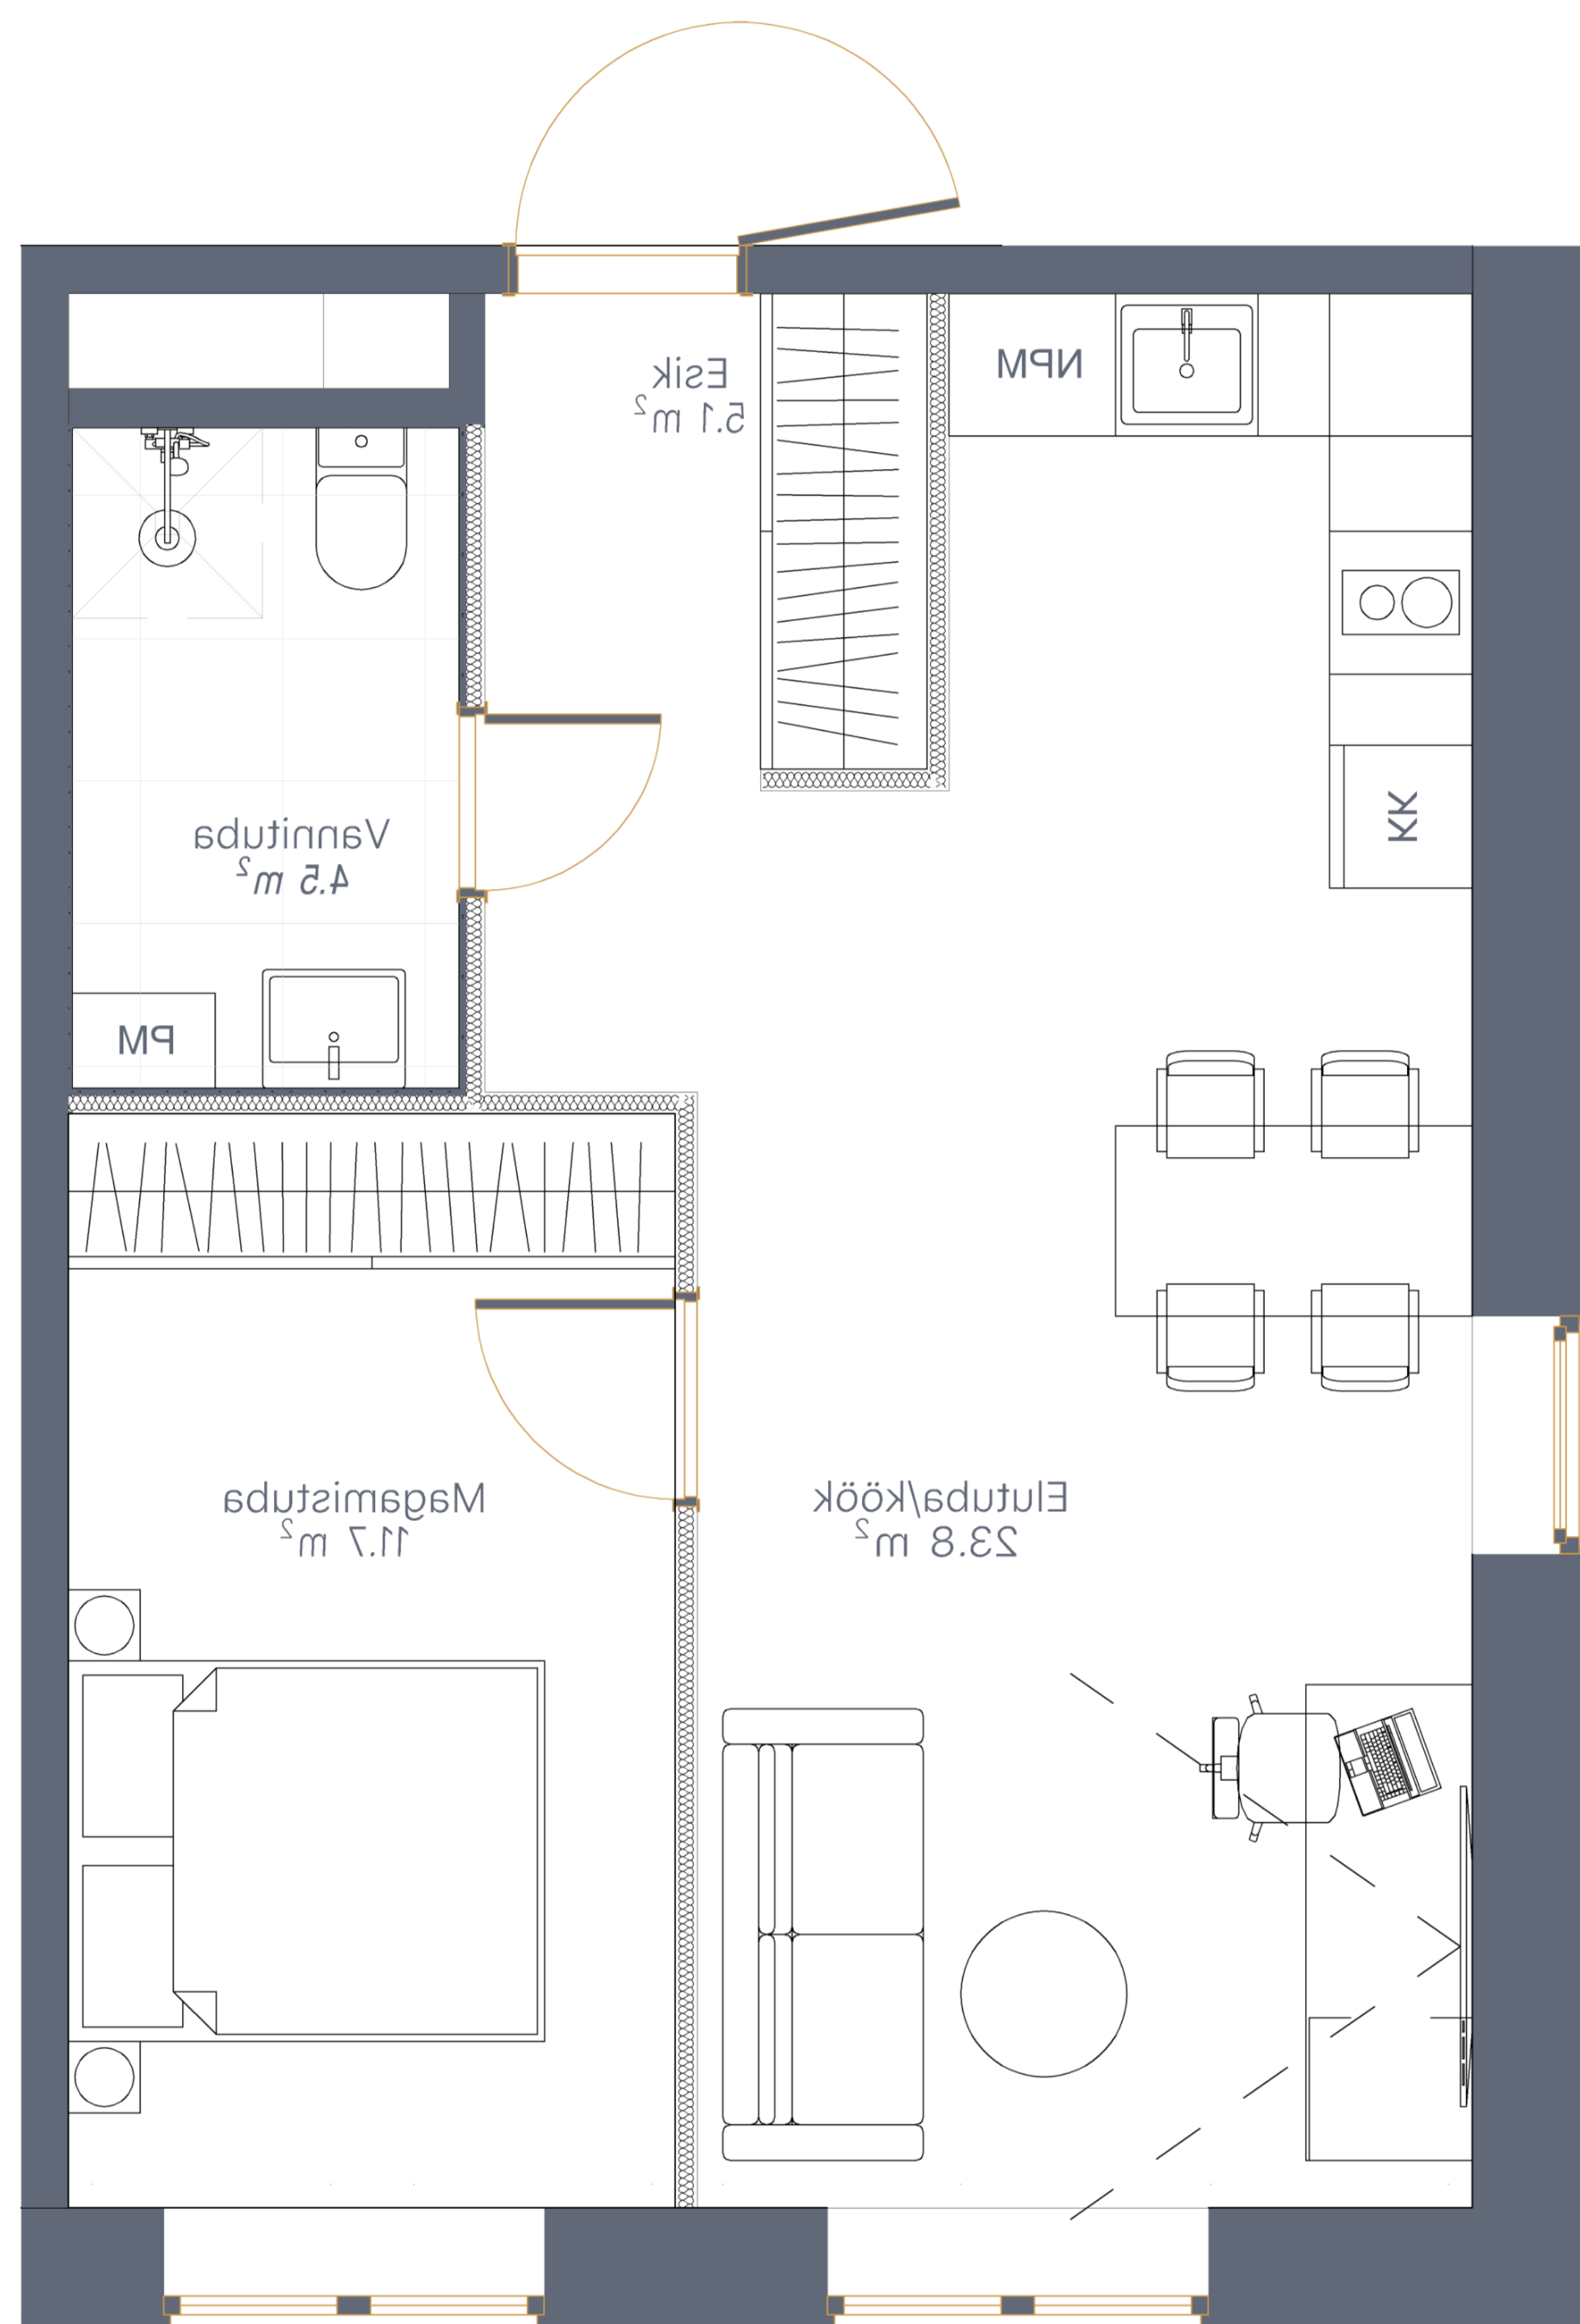 Esik
5.1 m²
NPM
KK
Vannituba
4.5 m²
PM
Magamistuba
11.7 m²
Elutuba/köök
23.8 m²